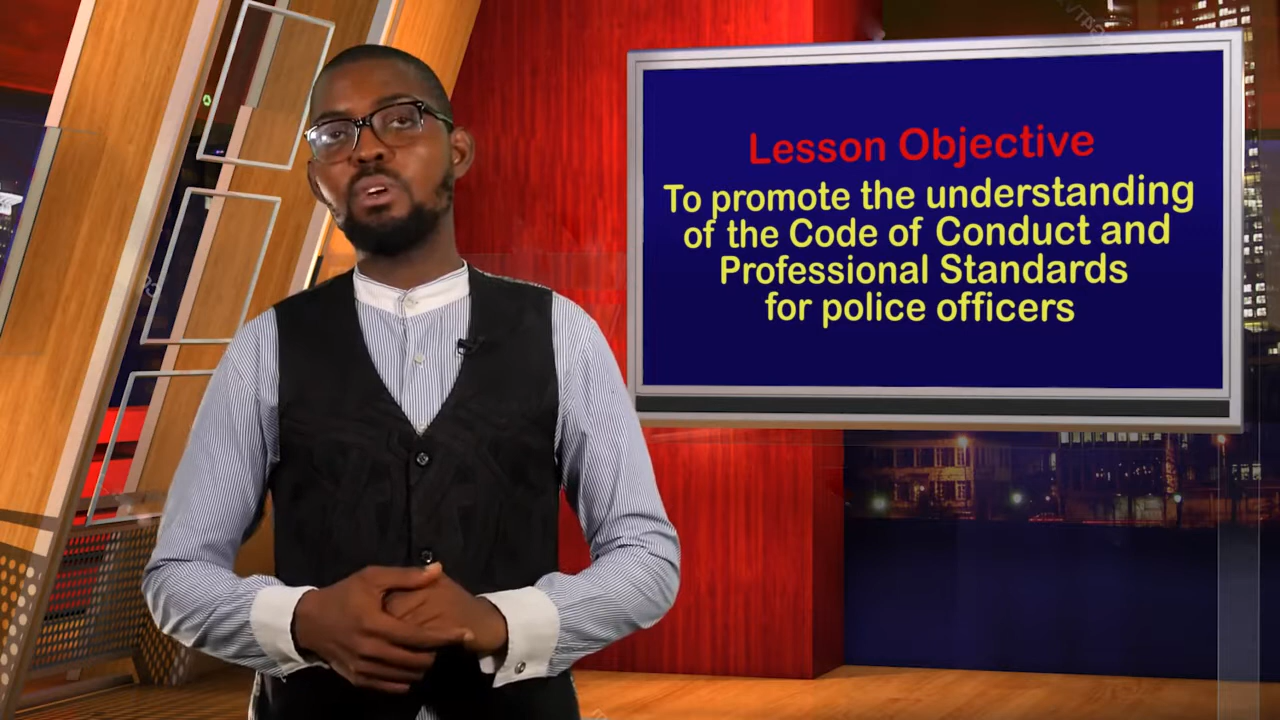 Lesson Objective
To promote the understanding
of the Code of Conduct and
Professional Standards
for police officers